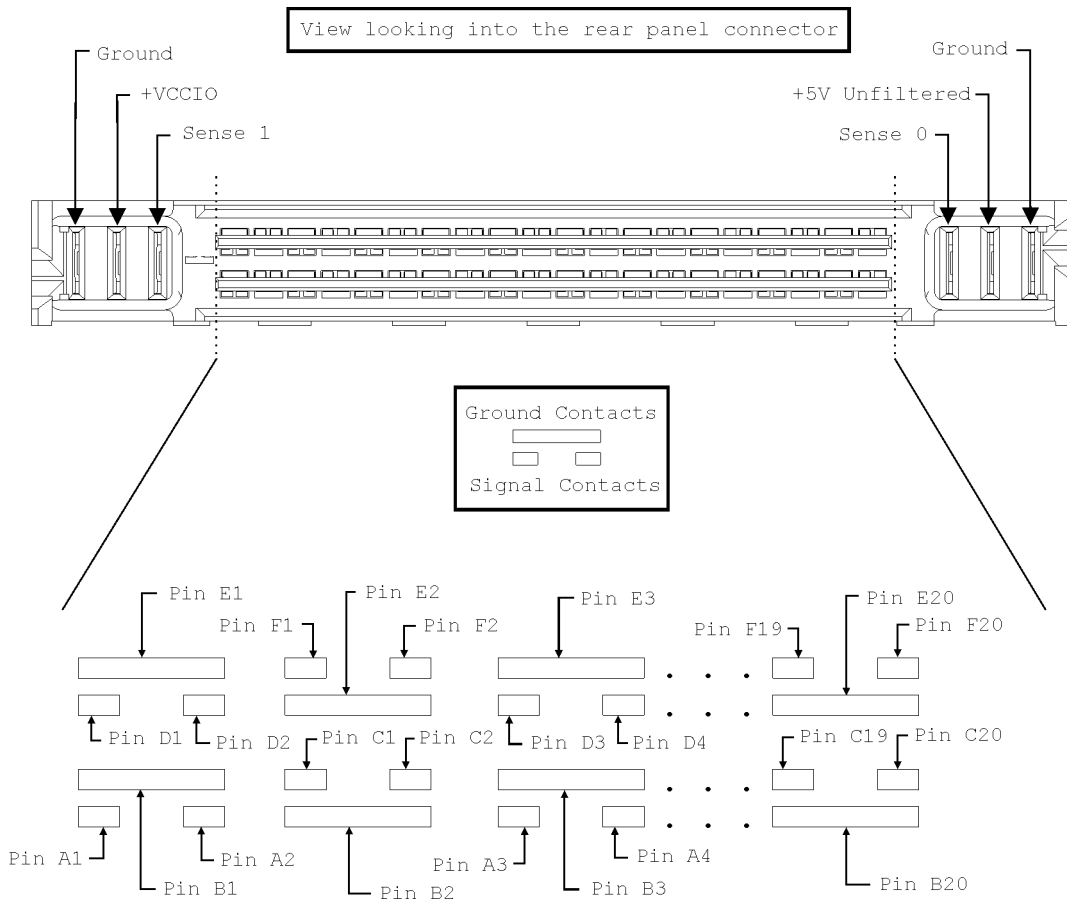 View looking into the rear panel connector
Ground
Ground
+VCCIO
+5V Unfiltered
Sense 1
Sense 0
Ground Contacts
Signal Contacts
Pin E1
Pin E2
Pin E3
Pin E20
Pin F1
Pin F2
Pin F19
Pin F20
Pin D1
Pin D2
Pin C1
Pin C2
Pin D3
Pin D4
Pin C19
Pin C20
Pin A1
Pin A2
Pin A3
Pin A4
Pin B1
Pin B2
Pin B3
Pin B20